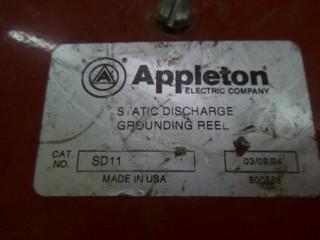 Appleton
ELECTRIC COMPANY
STATIC DISCHARGE
GROUNDING REEL
CAT. NO. SD11 03/09/94
MADE IN USA